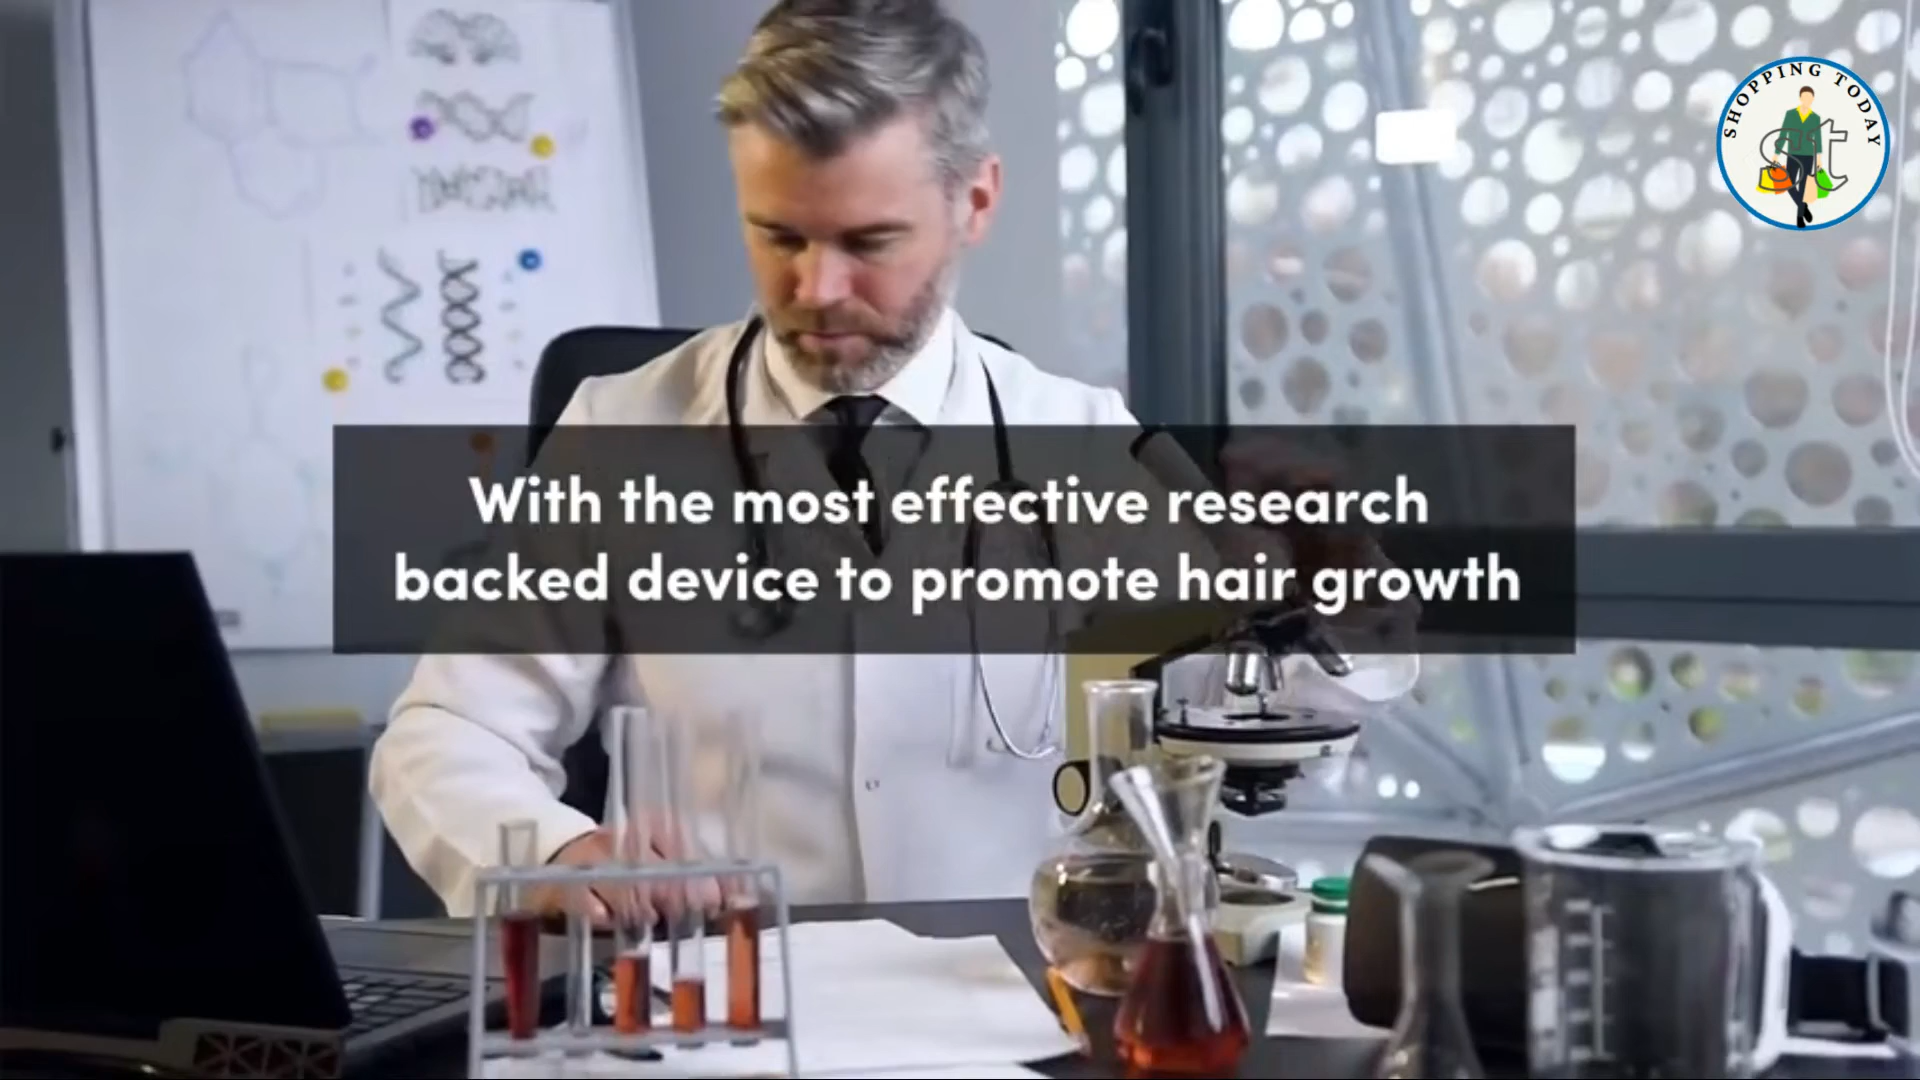 SHOPPING TODAY
st
With the most effective research
backed device to promote hair growth